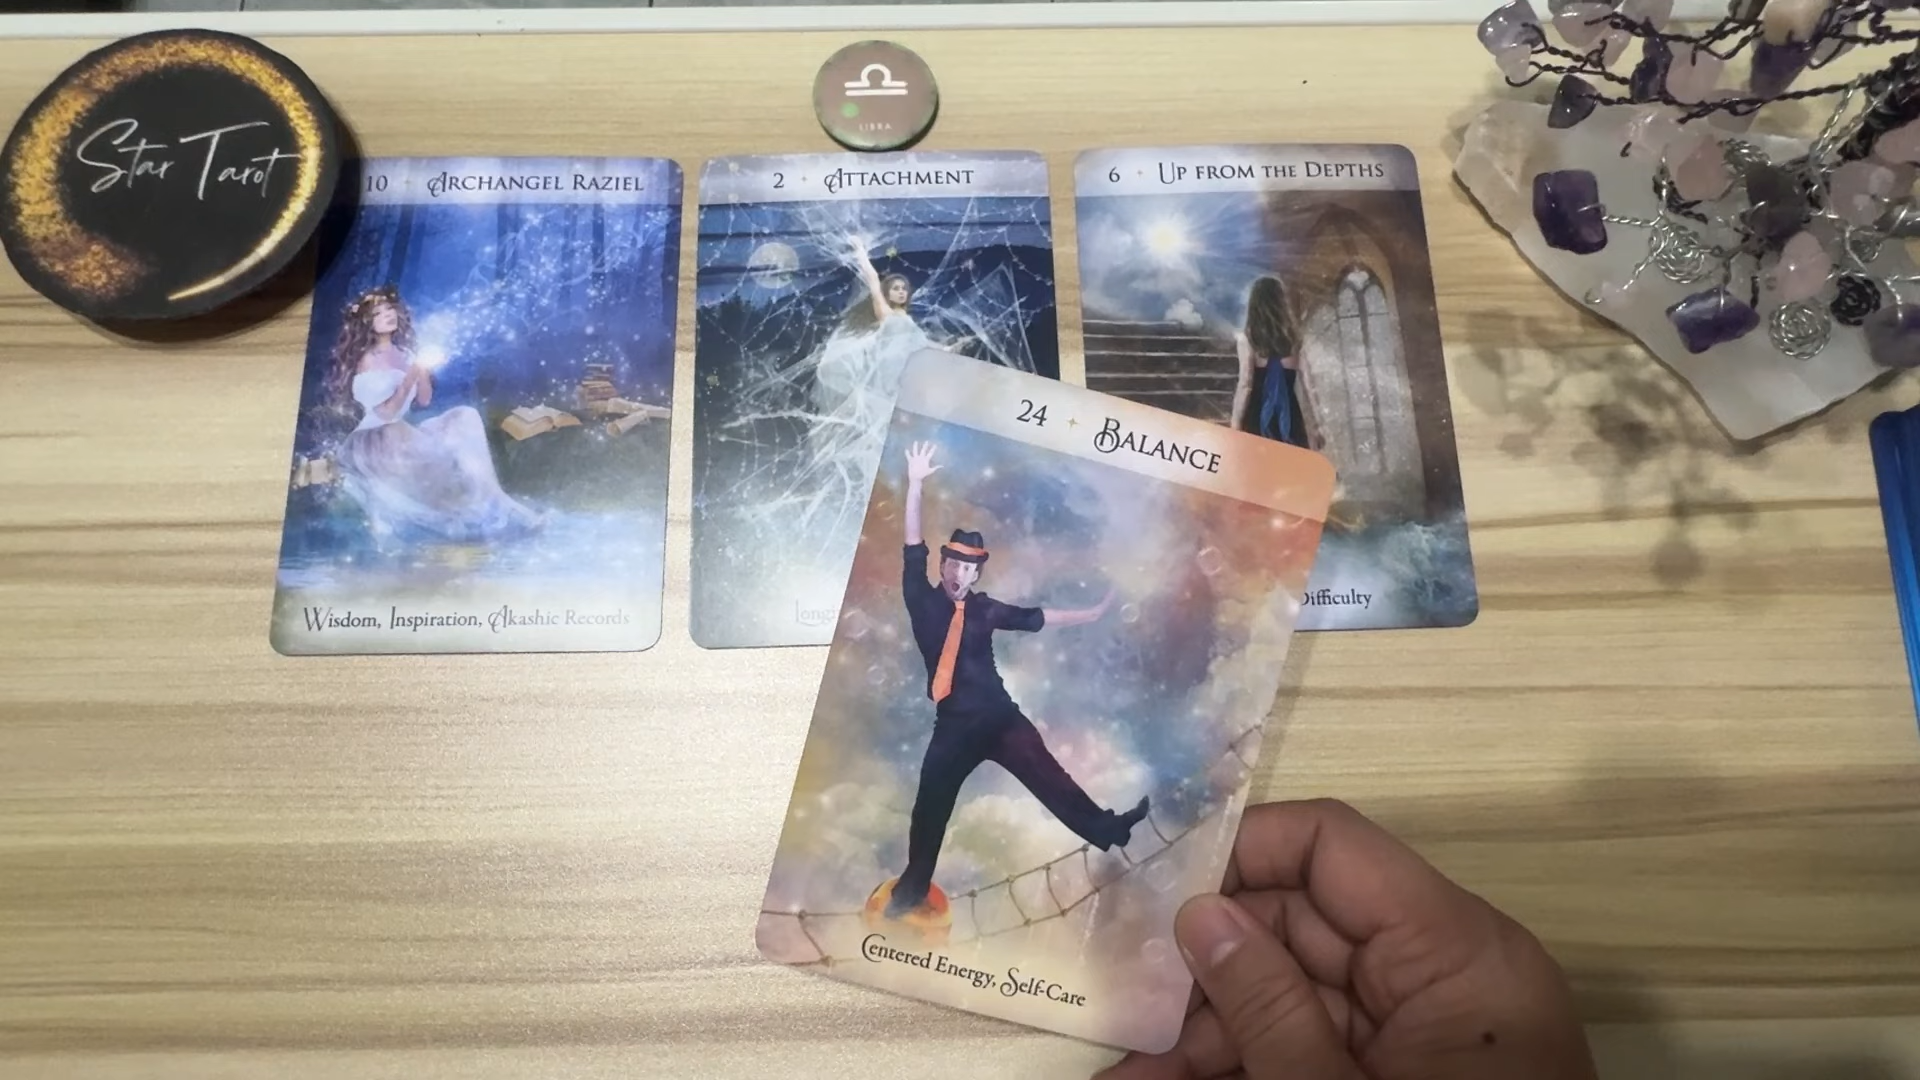 Star Tarot
LIBRA
10 ✦ Archangel Raziel
2 ✦ Attachment
6 ✦ Up from the Depths
24 ✦ Balance
Wisdom, Inspiration, Akashic Records
Difficulty
Centered Energy, Self-Care